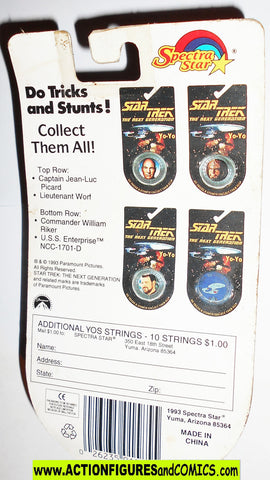 Spectra
Star
Do Tricks
and Stunts!
Collect
Them All!
Top Row:
• Captain Jean-Luc
Picard
• Lieutenant Worf
Bottom Row:
• Commander William
Riker
• U.S.S. Enterprise™
NCC-1701-D
® & © 1993 Paramount Pictures.
All Rights Reserved.
STAR TREK: THE NEXT GENERATION
and related marks are trademarks
of Paramount Pictures.
STAR TREK
THE NEXT GENERATION
Yo-Yo
STAR TREK
THE NEXT GENERATION
Yo-Yo
STAR TREK
THE NEXT GENERATION
Yo-Yo
STAR TREK
THE NEXT GENERATION
Yo-Yo
ADDITIONAL YOS STRINGS - 10 STRINGS $1.00
Mail $1.00 to: SPECTRA STAR 350 East 18th Street
Yuma, Arizona 85364
Name:
Address:
State:
Zip:
1993 Spectra Star
Yuma, Arizona 85364
MADE IN
CHINA
www.ACTIONFIGURESandCOMICS.com